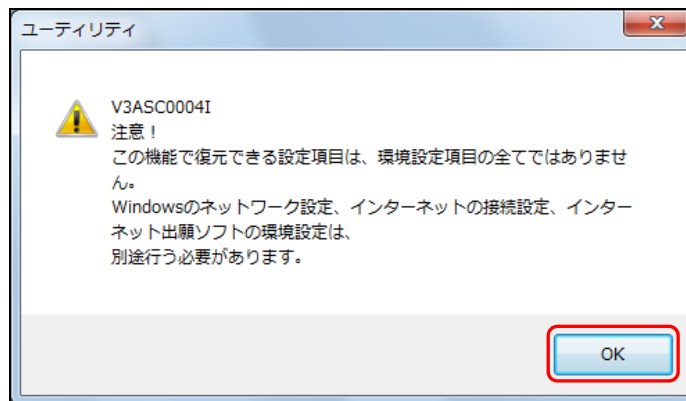 ユーティリティ
V3ASC0004I
注意！
この機能で復元できる設定項目は、環境設定項目の全てではありませ
ん。
Windowsのネットワーク設定、インターネットの接続設定、インター
ネット出願ソフトの環境設定は、
別途行う必要があります。
OK